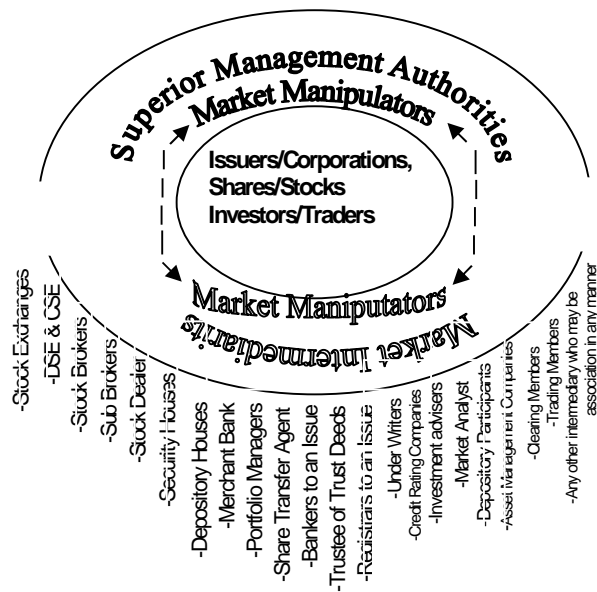 Superior Management Authorities
Market Manipulators
Issuers/Corporations,
Shares/Stocks
Investors/Traders
Market Maniputators
Market Intermediarits
-Stock Exchanges
-DSE & CSE
-Stock Brokers
-Sub Brokers
-Stock Dealer
-Security Houses
-Depository Houses
-Merchant Bank
-Portfolio Managers
-Share Transfer Agent
-Bankers to an Issue
-Trustee of Trust Deeds
-Registrars to an Issue
-Under Writers
-Credit Rating Companies
-Investment advisers
-Market Analyst
-Depository Participants
-Asset Management Companies
-Clearing Members
-Trading Members
-Any other intermediary who may be
association in any manner